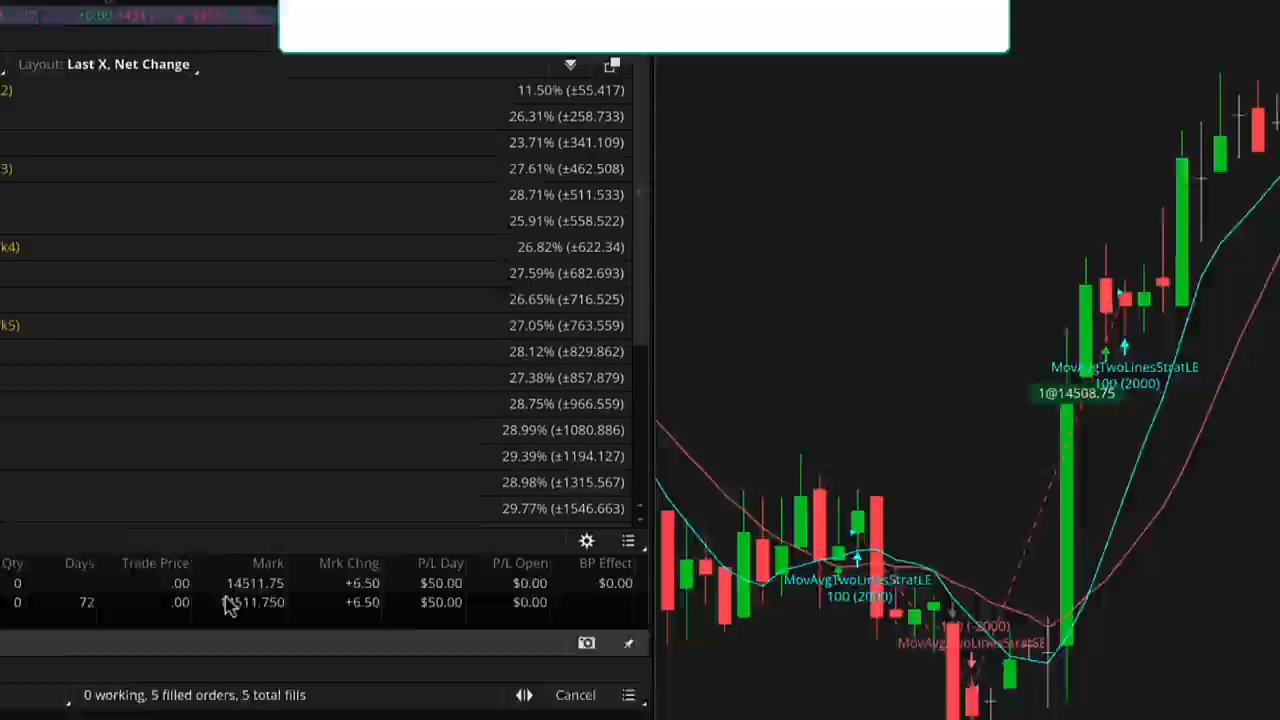 Layout: Last X, Net Change
2) 11.50% (±55.417)
26.31% (±258.733)
23.71% (±341.109)
3) 27.61% (±462.508)
28.71% (±511.533)
25.91% (±558.522)
k4) 26.82% (±622.34)
27.59% (±682.693)
26.65% (±716.525)
k5) 27.05% (±763.559)
28.12% (±829.862)
27.38% (±857.879)
28.75% (±966.559)
28.99% (±1080.886)
29.39% (±1194.127)
28.98% (±1315.567)
29.77% (±1546.663)
Qty Days Trade Price Mark Mrk Chng P/L Day P/L Open BP Effect
0 .00 14511.75 +6.50 $50.00 $0.00 $0.00
0 72 .00 14511.750 +6.50 $50.00 $0.00
0 working, 5 filled orders, 5 total fills Cancel
MovAvgTwoLinesStratLE
100 (2000)
1@14508.75
MovAvgTwoLinesStratLE
100 (2000)
MovAvgTwoLinesStratSE